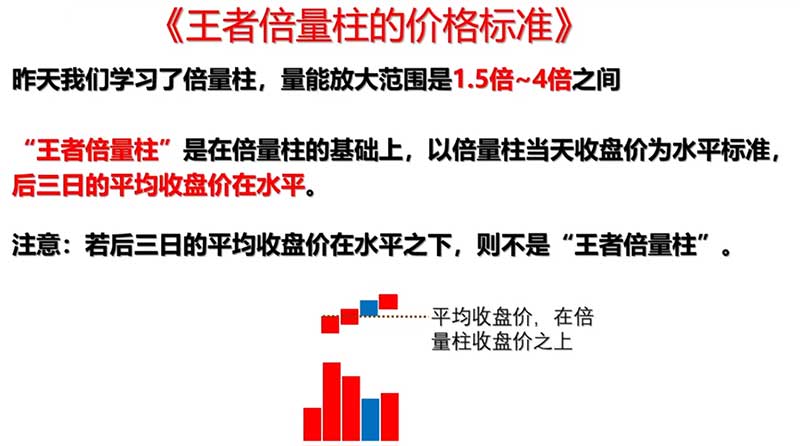 《王者倍量柱的价格标准》
昨天我们学习了倍量柱，量能放大范围是1.5倍~4倍之间
“王者倍量柱”是在倍量柱的基础上，以倍量柱当天收盘价为水平标准，
后三日的平均收盘价在水平。
注意：若后三日的平均收盘价在水平之下，则不是“王者倍量柱”。
平均收盘价，在倍
量柱收盘价之上